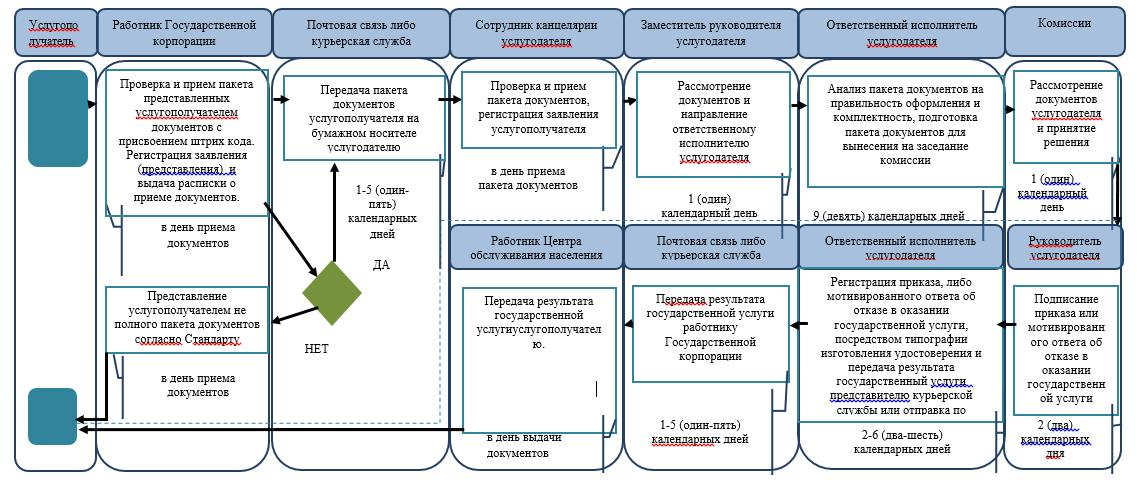 Услугопо
лучатель
Работник Государственной
корпорации
Почтовая связь либо
курьерская служба
Сотрудник канцелярии
услугодателя
Заместитель руководителя
услугодателя
Ответственный исполнитель
услугодателя
Комиссии
Проверка и прием пакета
представленных
услугополучателем
документов с
присвоением штрих кода.
Регистрация заявления
(представления) и
выдача расписки о
приеме документов.
в день приема
документов
Передача пакета
документов
услугополучателя на
бумажном носителе
услугодателю
1-5 (один-
пять)
календарных
дней
ДА
НЕТ
Проверка и прием
пакета документов,
регистрация заявления
услугополучателя
в день приема
пакета документов
Рассмотрение
документов и
направление
ответственному
исполнителю
услугодателя
1 (один)
календарный день
Анализ пакета документов на
правильность оформления и
комплектность, подготовка
пакета документов для
вынесения на заседание
комиссии
9 (девять) календарных дней
Рассмотрение
документов
услугодателя
и принятие
решения
1 (один)
календарный
день
Представление
услугополучателем не
полного пакета документов
согласно Стандарту
в день приема
документов
Работник Центра
обслуживания населения
Почтовая связь либо
курьерская служба
Ответственный исполнитель
услугодателя
Руководитель
услугодателя
Передача результата
государственной
услугиуслугополучател
ю.
в день выдачи
документов
Передача результата
государственной услуги
работнику
Государственной
корпорации
1-5 (один-пять)
календарных дней
Регистрация приказа, либо
мотивированного ответа об
отказе в оказании
государственной услуги,
посредством типографии
изготовления удостоверения и
передача результата
государственный услуги
представителю курьерской
службы или отправка по
2-6 (два-шесть)
календарных дней
Подписание
приказа или
мотивированн
ого ответа об
отказе в
оказании
государственн
ой услуги
2 (два)
календарных
дня